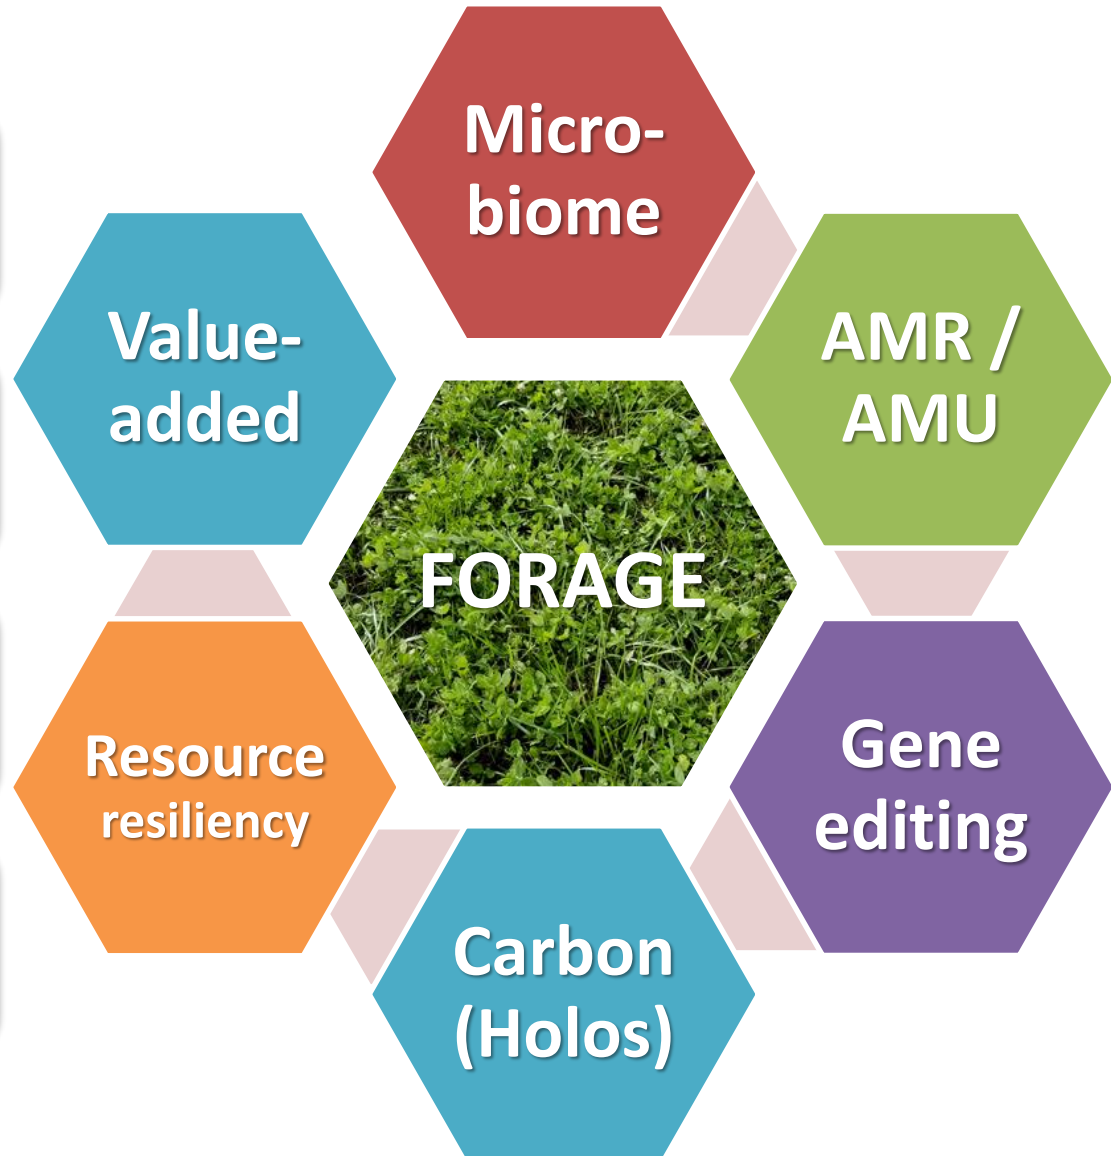 Micro-
biome
AMR /
AMU
Gene
editing
Carbon
(Holos)
Resource
resiliency
Value-
added
FORAGE